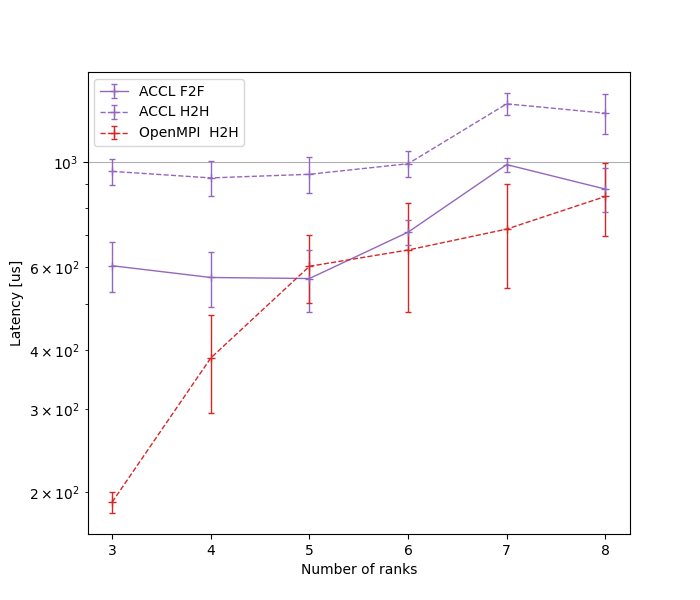 ACCL F2F
ACCL H2H
OpenMPI  H2H
10³
6 × 10²
4 × 10²
3 × 10²
2 × 10²
Latency [us]
3 4 5 6 7 8
Number of ranks